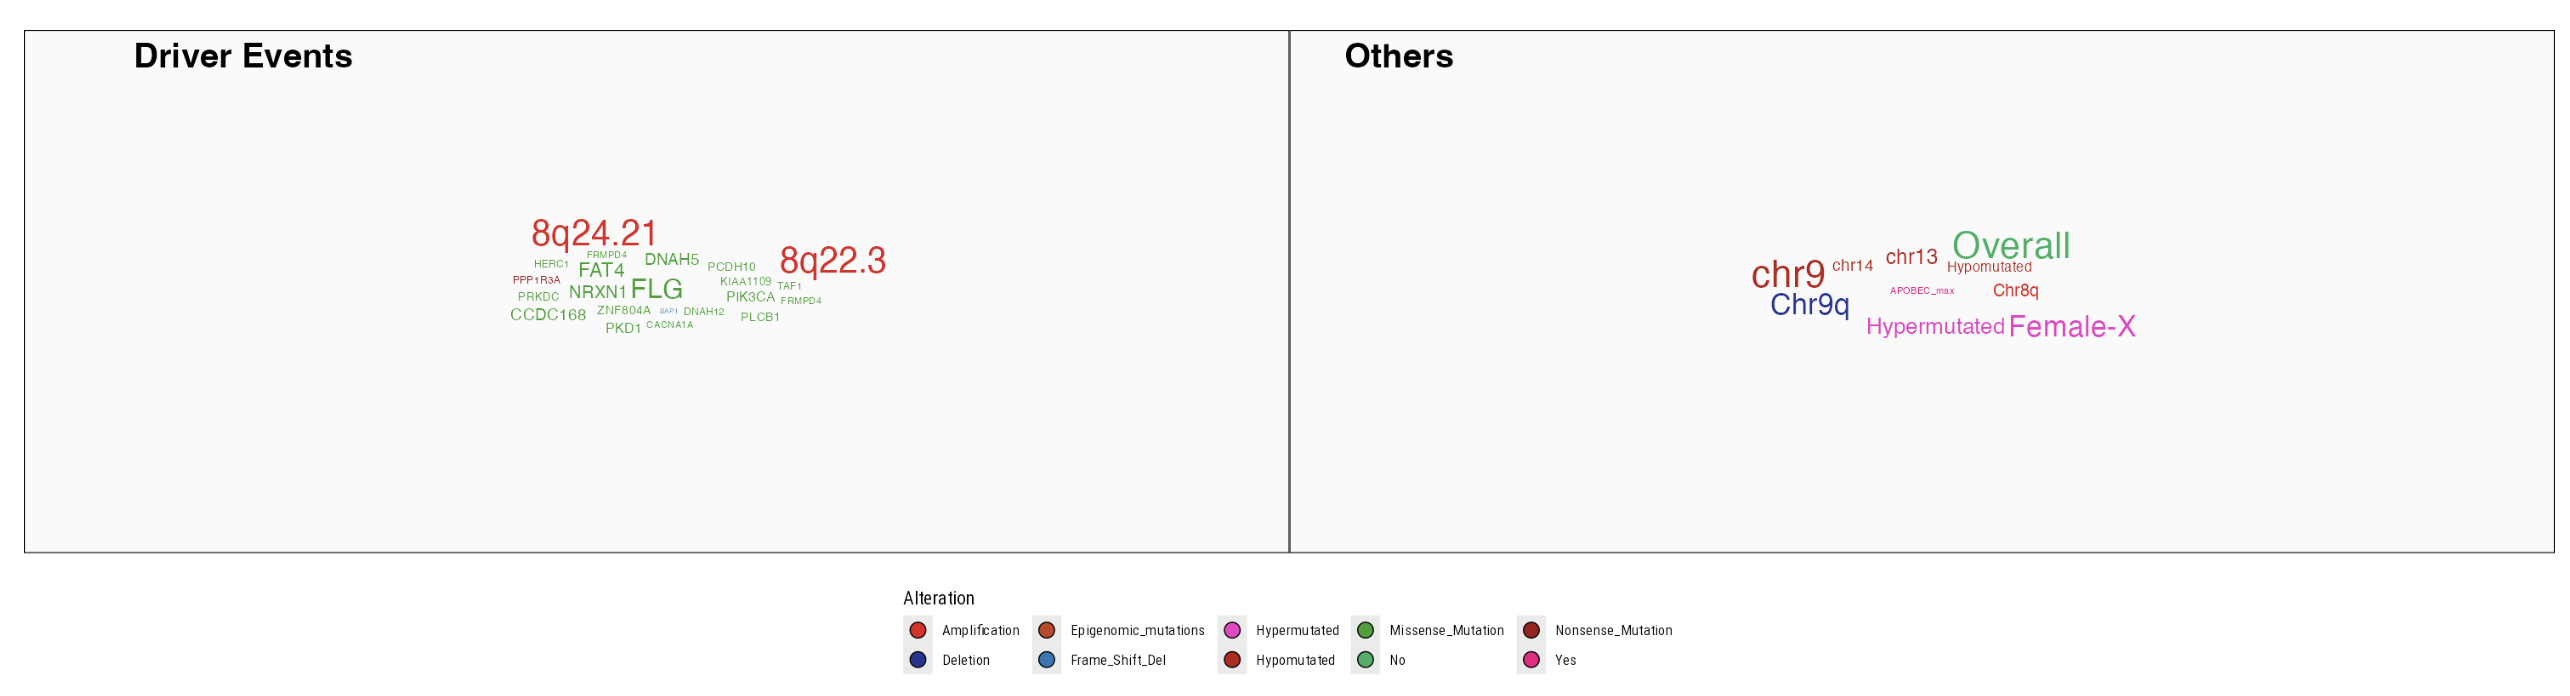 Driver Events
8q24.21
8q22.3
FRMPD4
DNAH5
HERC1
FAT4
PCDH10
PPP1R3A
KIAA1109
TAF1
NRXN1
FLG
PRKDC
PIK3CA
FRMPD4
CCDC168
ZNF804A
BAP1
DNAH12
PLCB1
PKD1
CACNA1A
Others
Overall
chr9
chr14
chr13
Hypomutated
Chr9q
APOBEC_max
Chr8q
Hypermutated
Female-X
Alteration
Amplification Epigenomic_mutations Hypermutated Missense_Mutation Nonsense_Mutation
Deletion Frame_Shift_Del Hypomutated No Yes